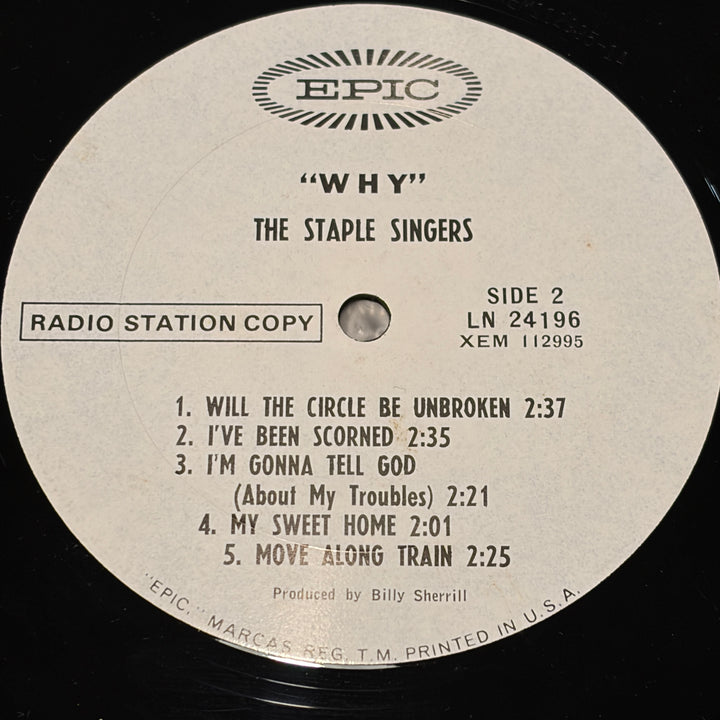 EPIC
"WHY"
THE STAPLE SINGERS
RADIO STATION COPY
SIDE 2
LN 24196
XEM 112995
1. WILL THE CIRCLE BE UNBROKEN 2:37
2. I'VE BEEN SCORNED 2:35
3. I'M GONNA TELL GOD
(About My Troubles) 2:21
4. MY SWEET HOME 2:01
5. MOVE ALONG TRAIN 2:25
Produced by Billy Sherrill
"EPIC," MARCAS REG. T.M. PRINTED IN U.S.A.